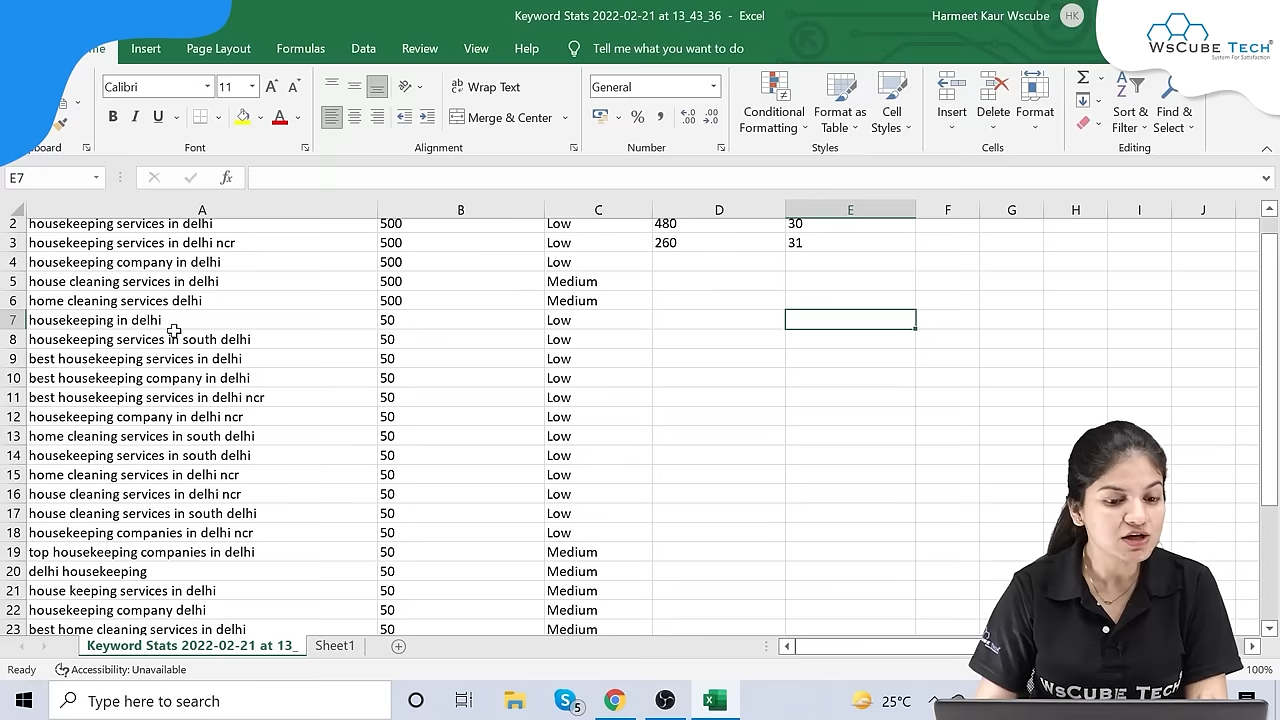 Keyword Stats 2022-02-21 at 13_43_36 - Excel
Harmeet Kaur Wscube
HK
WsCube Tech
System For Satisfaction
Insert Page Layout Formulas Data Review View Help Tell me what you want to do
Calibri 11 Wrap Text General
B I U Merge & Center
Conditional Formatting
Format as Table
Cell Styles
Insert Delete Format
Sort & Filter
Find & Select
Font Alignment Number Styles Cells Editing
E7 fx
A B C D E F G H I J
2 housekeeping services in delhi 500 Low 480 30
3 housekeeping services in delhi ncr 500 Low 260 31
4 housekeeping company in delhi 500 Low
5 house cleaning services in delhi 500 Medium
6 home cleaning services delhi 500 Medium
7 housekeeping in delhi 50 Low
8 housekeeping services in south delhi 50 Low
9 best housekeeping services in delhi 50 Low
10 best housekeeping company in delhi 50 Low
11 best housekeeping services in delhi ncr 50 Low
12 housekeeping company in delhi ncr 50 Low
13 home cleaning services in south delhi 50 Low
14 housekeeping services in south delhi 50 Low
15 home cleaning services in delhi ncr 50 Low
16 house cleaning services in delhi ncr 50 Low
17 house cleaning services in south delhi 50 Low
18 housekeeping companies in delhi ncr 50 Low
19 top housekeeping companies in delhi 50 Medium
20 delhi housekeeping 50 Medium
21 house keeping services in delhi 50 Medium
22 housekeeping company delhi 50 Medium
23 best home cleaning services in delhi 50 Medium
Keyword Stats 2022-02-21 at 13_ Sheet1
Ready Accessibility: Unavailable 100%
WsCube Tech
Type here to search 5 25°C